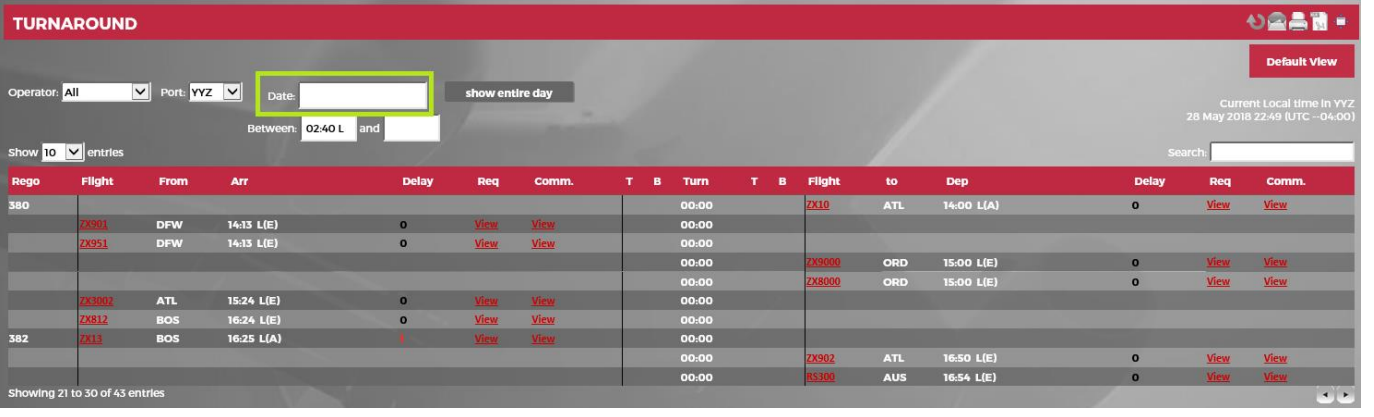 TURNAROUND
Default View
Operator: All Port: YYZ Date: show entire day
Current Local time in YYZ
28 May 2018 22:49 (UTC --04:00)
Between: 02:40 L and
Show 10 entries Search:
Rego Flight From Arr Delay Req Comm. T B Turn T B Flight to Dep Delay Req Comm.
380 00:00 ZX10 ATL 14:00 L(A) 0 View View
ZX901 DFW 14:13 L(E) 0 View View 00:00
ZX951 DFW 14:13 L(E) 0 View View 00:00
00:00 ZX9000 ORD 15:00 L(E) 0 View View
00:00 ZX8000 ORD 15:00 L(E) 0 View View
ZX3002 ATL 15:24 L(E) 0 View View 00:00
ZX812 BOS 16:24 L(E) 0 View View 00:00
382 ZX13 BOS 16:25 L(A) View View 00:00
00:00 ZX902 ATL 16:50 L(E) 0 View View
00:00 RS300 AUS 16:54 L(E) 0 View View
Showing 21 to 30 of 43 entries